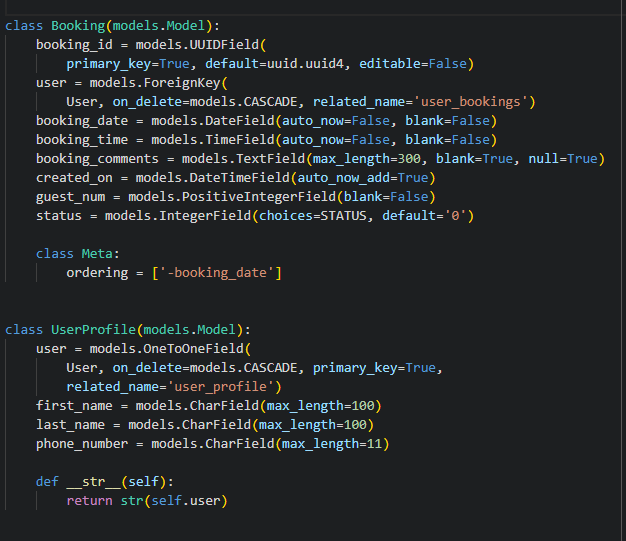 class Booking(models.Model):
    booking_id = models.UUIDField(
        primary_key=True, default=uuid.uuid4, editable=False)
    user = models.ForeignKey(
        User, on_delete=models.CASCADE, related_name='user_bookings')
    booking_date = models.DateField(auto_now=False, blank=False)
    booking_time = models.TimeField(auto_now=False, blank=False)
    booking_comments = models.TextField(max_length=300, blank=True, null=True)
    created_on = models.DateTimeField(auto_now_add=True)
    guest_num = models.PositiveIntegerField(blank=False)
    status = models.IntegerField(choices=STATUS, default='0')

    class Meta:
        ordering = ['-booking_date']


class UserProfile(models.Model):
    user = models.OneToOneField(
        User, on_delete=models.CASCADE, primary_key=True,
        related_name='user_profile')
    first_name = models.CharField(max_length=100)
    last_name = models.CharField(max_length=100)
    phone_number = models.CharField(max_length=11)

    def __str__(self):
        return str(self.user)